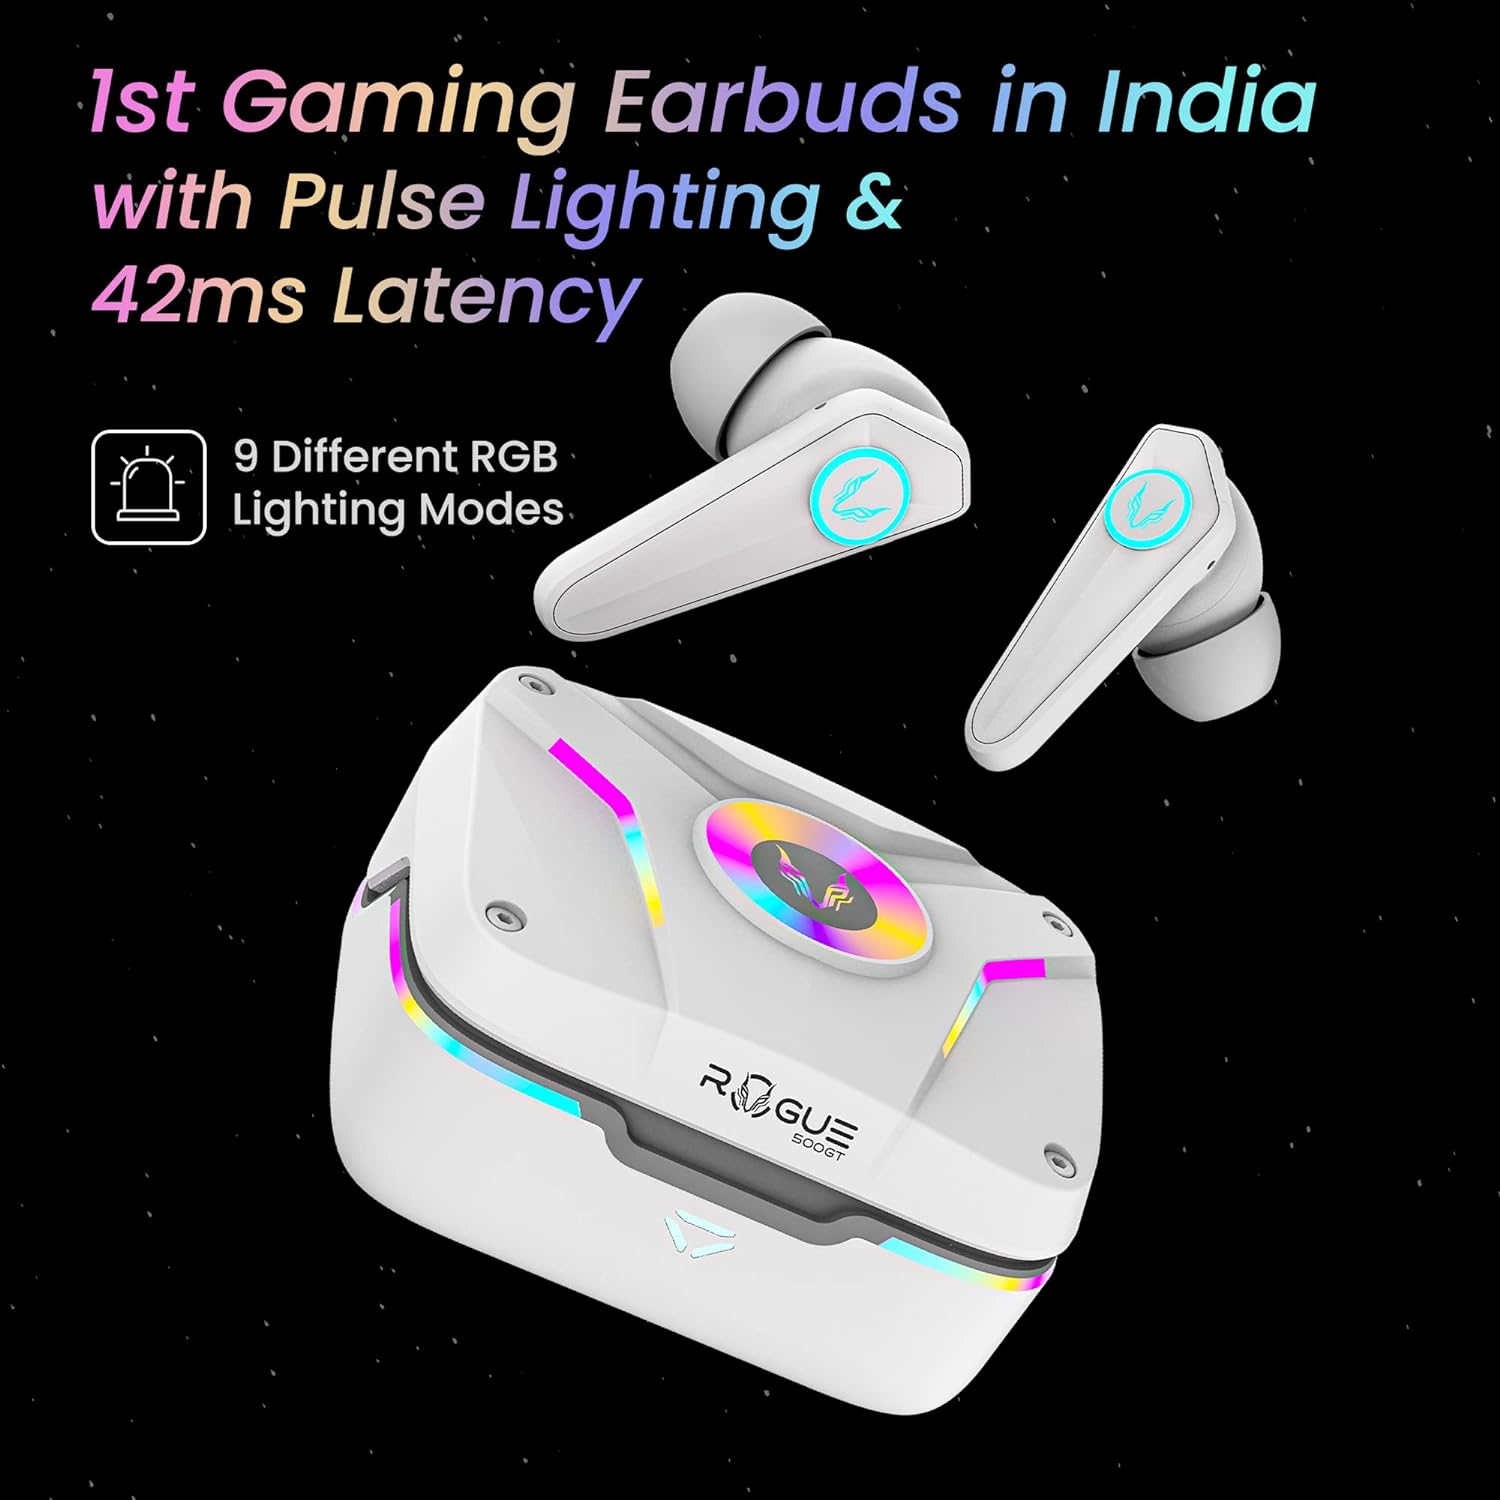 1st Gaming Earbuds in India
with Pulse Lighting &
42ms Latency
9 Different RGB
Lighting Modes
ROGUE
500GT